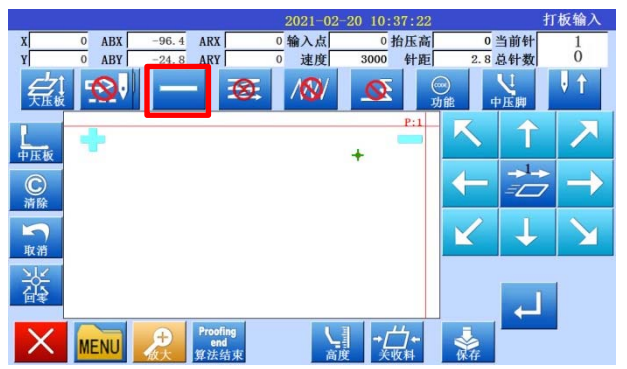 2021-02-20 10:37:22 打板输入
X 0 ABX -96.4 ARX 0 输入点 0 抬压高 0 当前针 1
Y 0 ABY -24.8 ARY 0 速度 3000 针距 2.8 总针数 0
大压板 CODE 功能 中压脚
P:1
中压板
1
清除
取消
回零
MENU 放大 Proofing end 算法结束 高度 关收料 保存